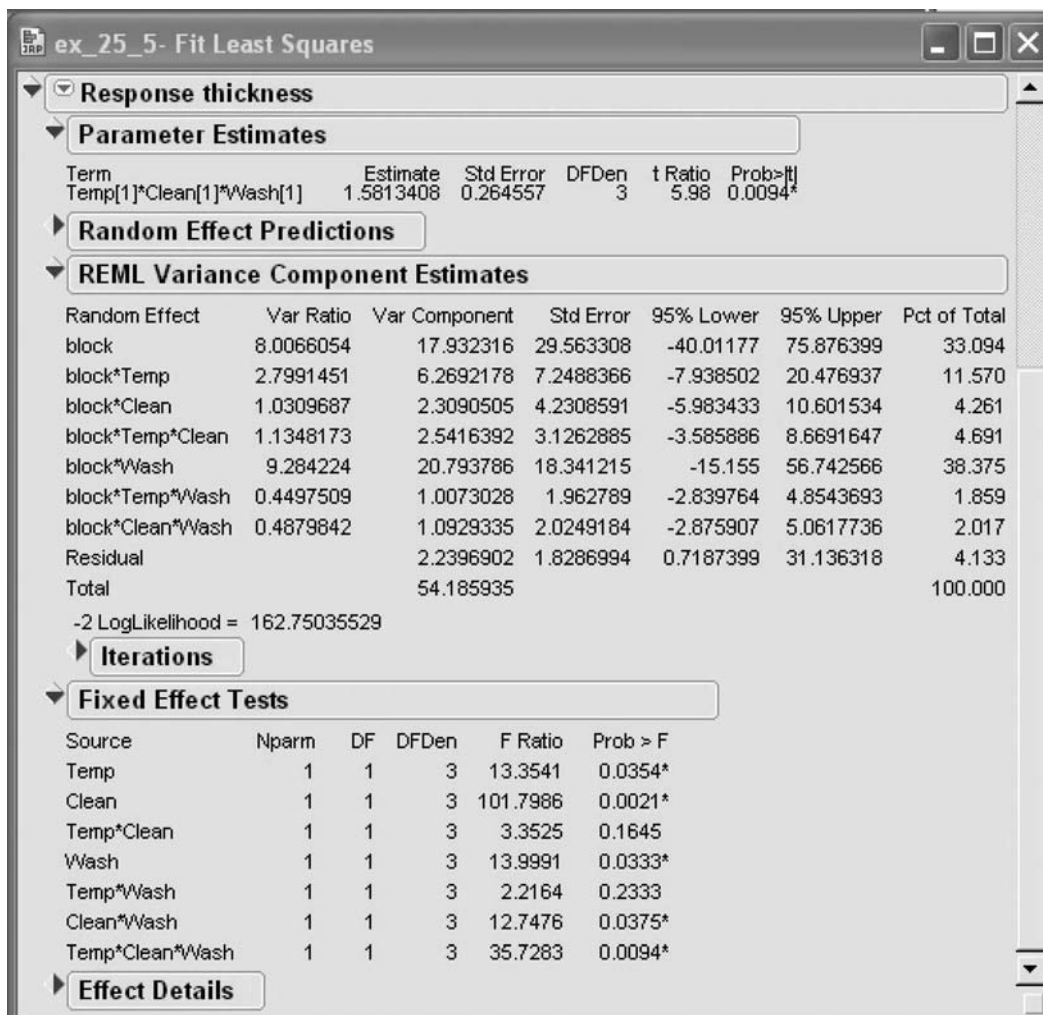 ex_25_5- Fit Least Squares
Response thickness
Parameter Estimates
Term Estimate Std Error DFDen t Ratio Prob>|t|
Temp[1]*Clean[1]*Wash[1] 1.5813408 0.264557 3 5.98 0.0094*
Random Effect Predictions
REML Variance Component Estimates
Random Effect Var Ratio Var Component Std Error 95% Lower 95% Upper Pct of Total
block 8.0066054 17.932316 29.563308 -40.01177 75.876399 33.094
block*Temp 2.7991451 6.2692178 7.2488366 -7.938502 20.476937 11.570
block*Clean 1.0309687 2.3090505 4.2308591 -5.983433 10.601534 4.261
block*Temp*Clean 1.1348173 2.5416392 3.1262885 -3.585886 8.6691647 4.691
block*Wash 9.284224 20.793786 18.341215 -15.155 56.742566 38.375
block*Temp*Wash 0.4497509 1.0073028 1.962789 -2.839764 4.8543693 1.859
block*Clean*Wash 0.4879842 1.0929335 2.0249184 -2.875907 5.0617736 2.017
Residual 2.2396902 1.8286994 0.7187399 31.136318 4.133
Total 54.185935 100.000
-2 LogLikelihood = 162.75035529
Iterations
Fixed Effect Tests
Source Nparm DF DFDen F Ratio Prob > F
Temp 1 1 3 13.3541 0.0354*
Clean 1 1 3 101.7986 0.0021*
Temp*Clean 1 1 3 3.3525 0.1645
Wash 1 1 3 13.9991 0.0333*
Temp*Wash 1 1 3 2.2164 0.2333
Clean*Wash 1 1 3 12.7476 0.0375*
Temp*Clean*Wash 1 1 3 35.7283 0.0094*
Effect Details